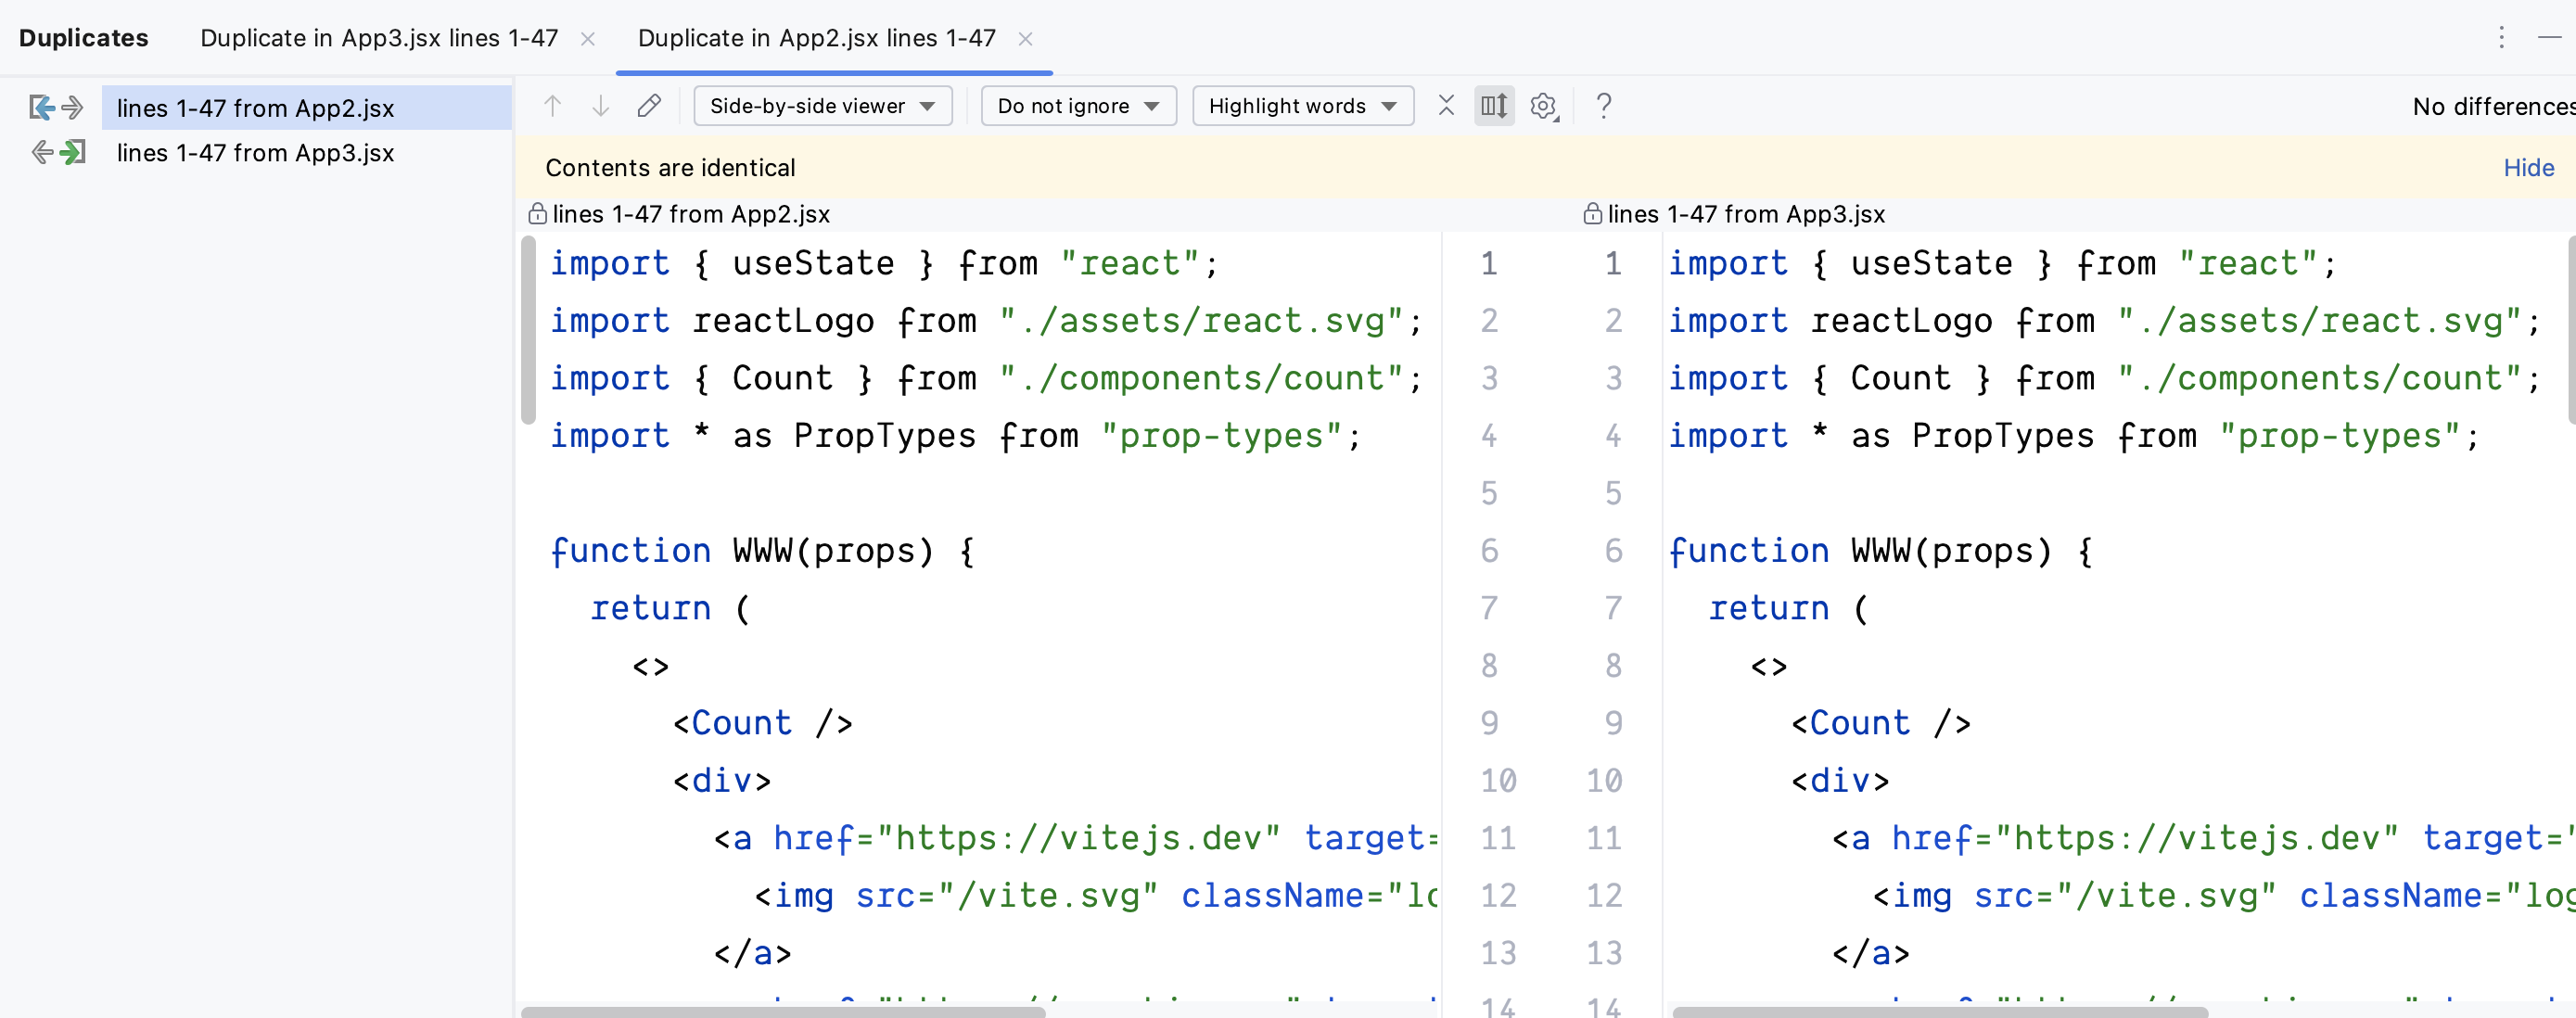 Duplicates Duplicate in App3.jsx lines 1-47 Duplicate in App2.jsx lines 1-47
lines 1-47 from App2.jsx
lines 1-47 from App3.jsx
Side-by-side viewer Do not ignore Highlight words ? No differences
Contents are identical Hide
lines 1-47 from App2.jsx
import { useState } from "react"; 1
import reactLogo from "./assets/react.svg"; 2
import { Count } from "./components/count"; 3
import * as PropTypes from "prop-types"; 4
5
function WWW(props) { 6
return ( 7
<> 8
<Count /> 9
<div> 10
<a href="https://vitejs.dev" target= 11
<img src="/vite.svg" className="lo 12
</a> 13
14
lines 1-47 from App3.jsx
1 import { useState } from "react";
2 import reactLogo from "./assets/react.svg";
3 import { Count } from "./components/count";
4 import * as PropTypes from "prop-types";
5
6 function WWW(props) {
7 return (
8 <>
9 <Count />
10 <div>
11 <a href="https://vitejs.dev" target="
12 <img src="/vite.svg" className="log
13 </a>
14